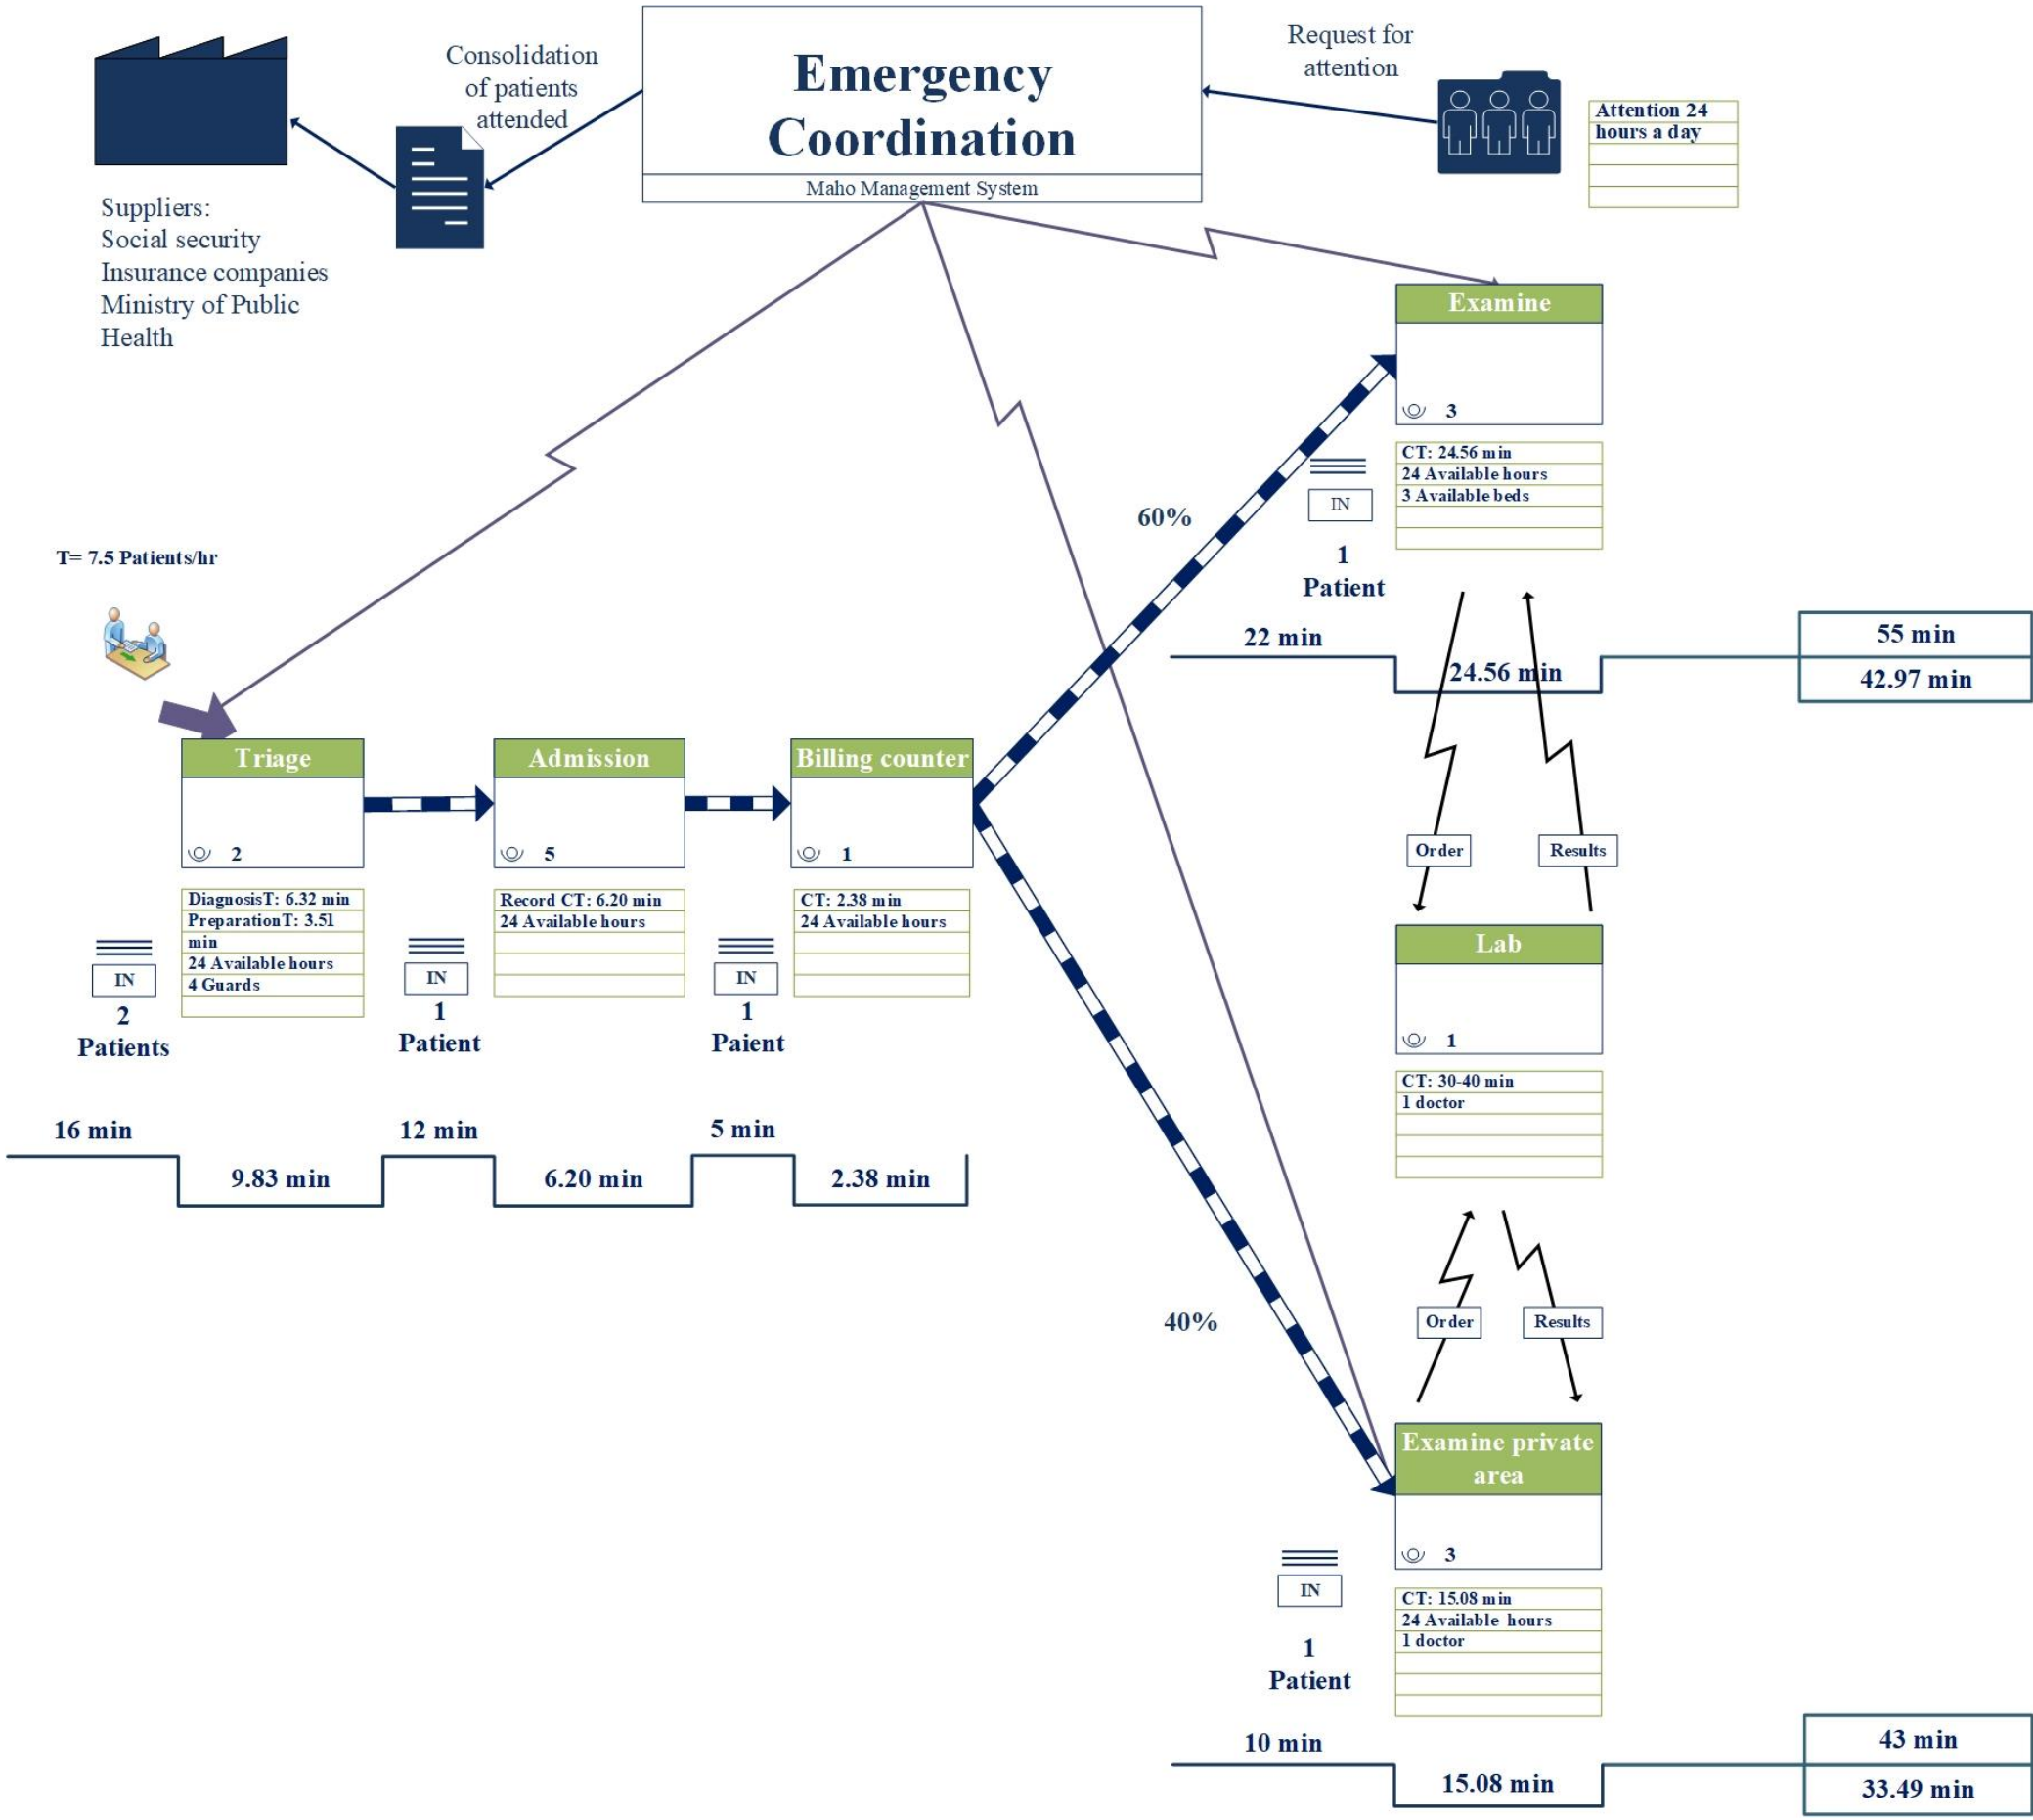 Consolidation
of patients
attended
Emergency
Coordination
Maho Management System
Request for
attention
Attention 24
hours a day
Suppliers:
Social security
Insurance companies
Ministry of Public
Health
Examine
3
CT: 24.56 min
24 Available hours
3 Available beds
IN
1
Patient
60%
22 min
24.56 min
55 min
42.97 min
T= 7.5 Patients/hr
Triage
2
DiagnosisT: 6.32 min
PreparationT: 3.51
min
24 Available hours
4 Guards
IN
2
Patients
Admission
5
Record CT: 6.20 min
24 Available hours
IN
1
Patient
Billing counter
1
CT: 2.38 min
24 Available hours
IN
1
Paient
16 min
9.83 min
12 min
6.20 min
5 min
2.38 min
Order
Results
Lab
1
CT: 30-40 min
1 doctor
Order
Results
40%
Examine private
area
3
CT: 15.08 min
24 Available hours
1 doctor
IN
1
Patient
10 min
15.08 min
43 min
33.49 min